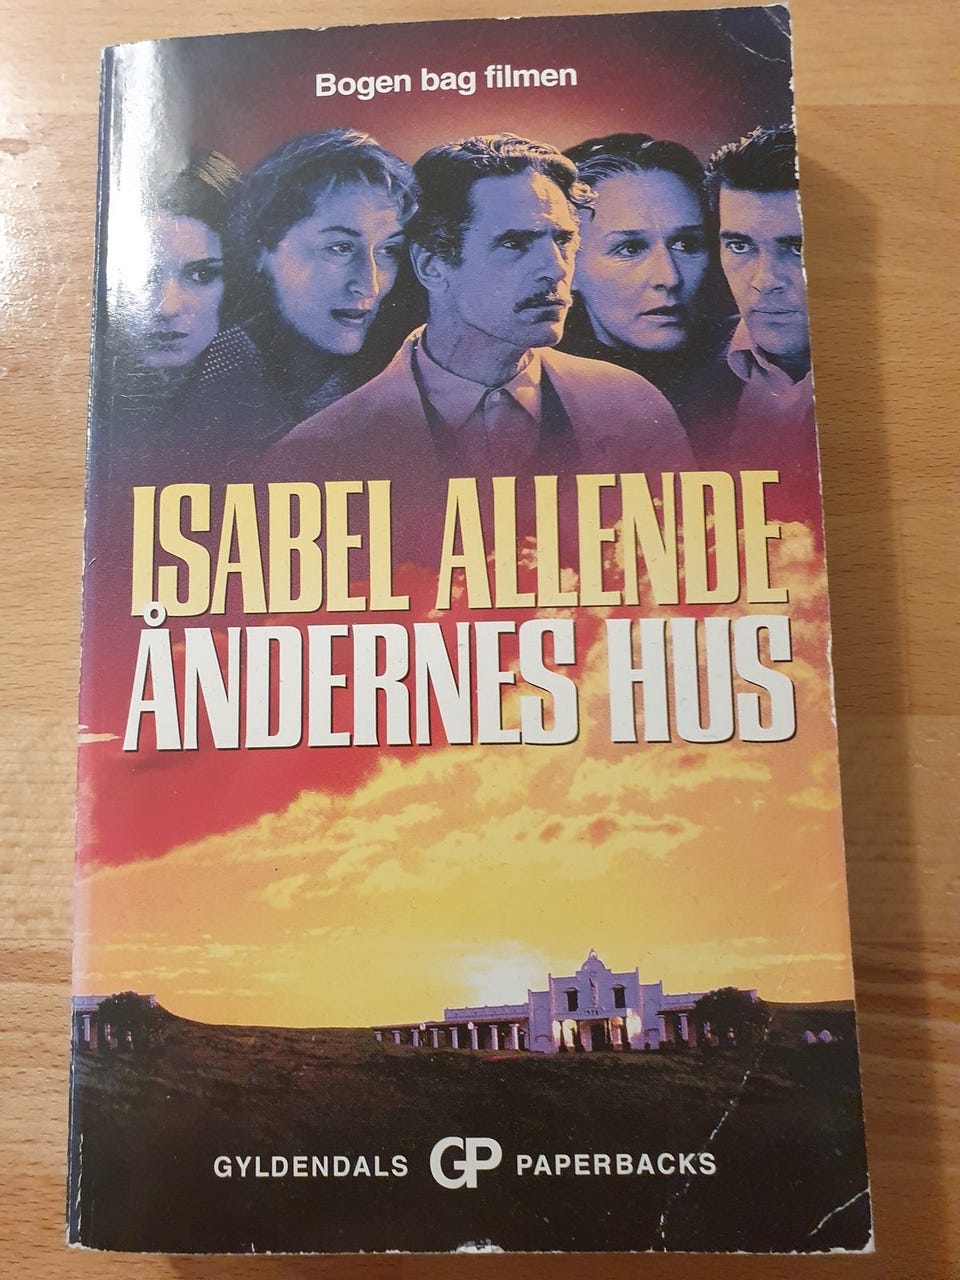 Bogen bag filmen
ISABEL ALLENDE
ÅNDERNES HUS
GYLDENDALS GP PAPERBACKS